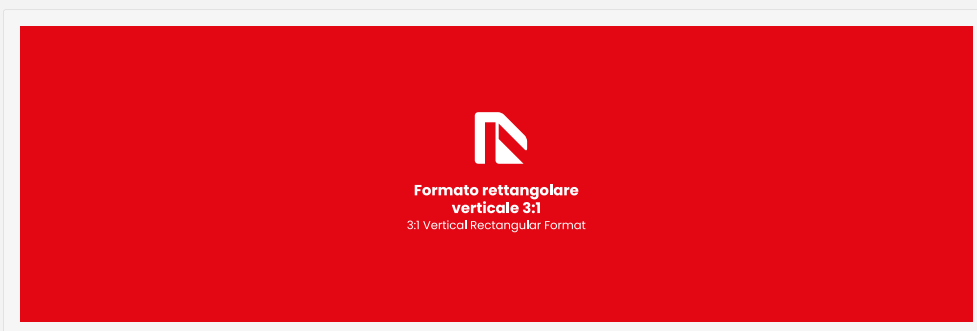 Formato rettangolare
verticale 3:1
3:1 Vertical Rectangular Format